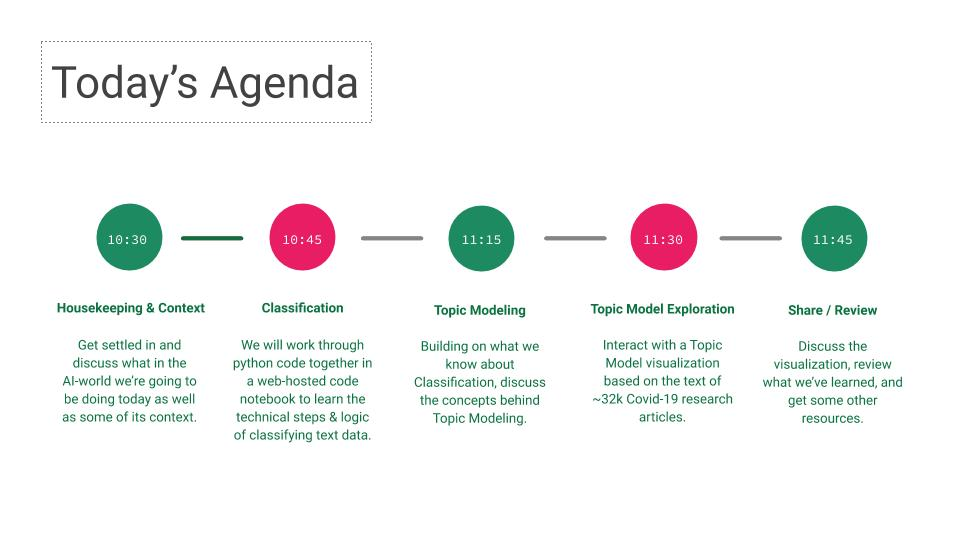 Today’s Agenda
10:30
10:45
11:15
11:30
11:45
Housekeeping & Context
Get settled in and
discuss what in the
AI-world we’re going to
be doing today as well
as some of its context.
Classification
We will work through
python code together in
a web-hosted code
notebook to learn the
technical steps & logic
of classifying text data.
Topic Modeling
Building on what we
know about
Classification, discuss
the concepts behind
Topic Modeling.
Topic Model Exploration
Interact with a Topic
Model visualization
based on the text of
~32k Covid-19 research
articles.
Share / Review
Discuss the
visualization, review
what we’ve learned, and
get some other
resources.